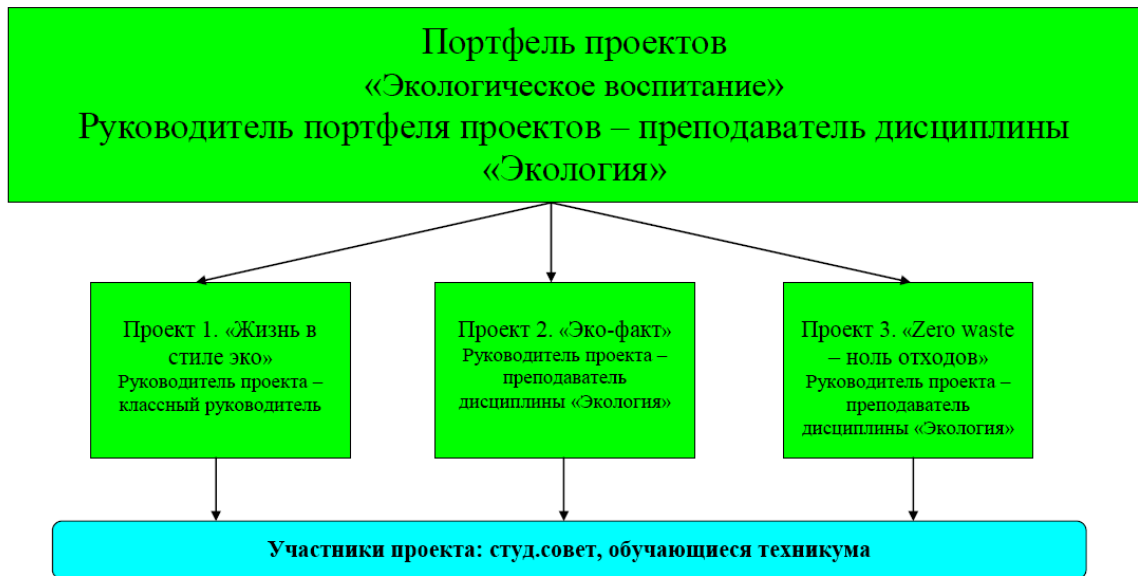 Портфель проектов
«Экологическое воспитание»
Руководитель портфеля проектов – преподаватель дисциплины
«Экология»
Проект 1. «Жизнь в
стиле эко»
Руководитель проекта –
классный руководитель
Проект 2. «Эко-факт»
Руководитель проекта –
преподаватель
дисциплины «Экология»
Проект 3. «Zero waste
– ноль отходов»
Руководитель проекта –
преподаватель
дисциплины «Экология»
Участники проекта: студ.совет, обучающиеся техникума